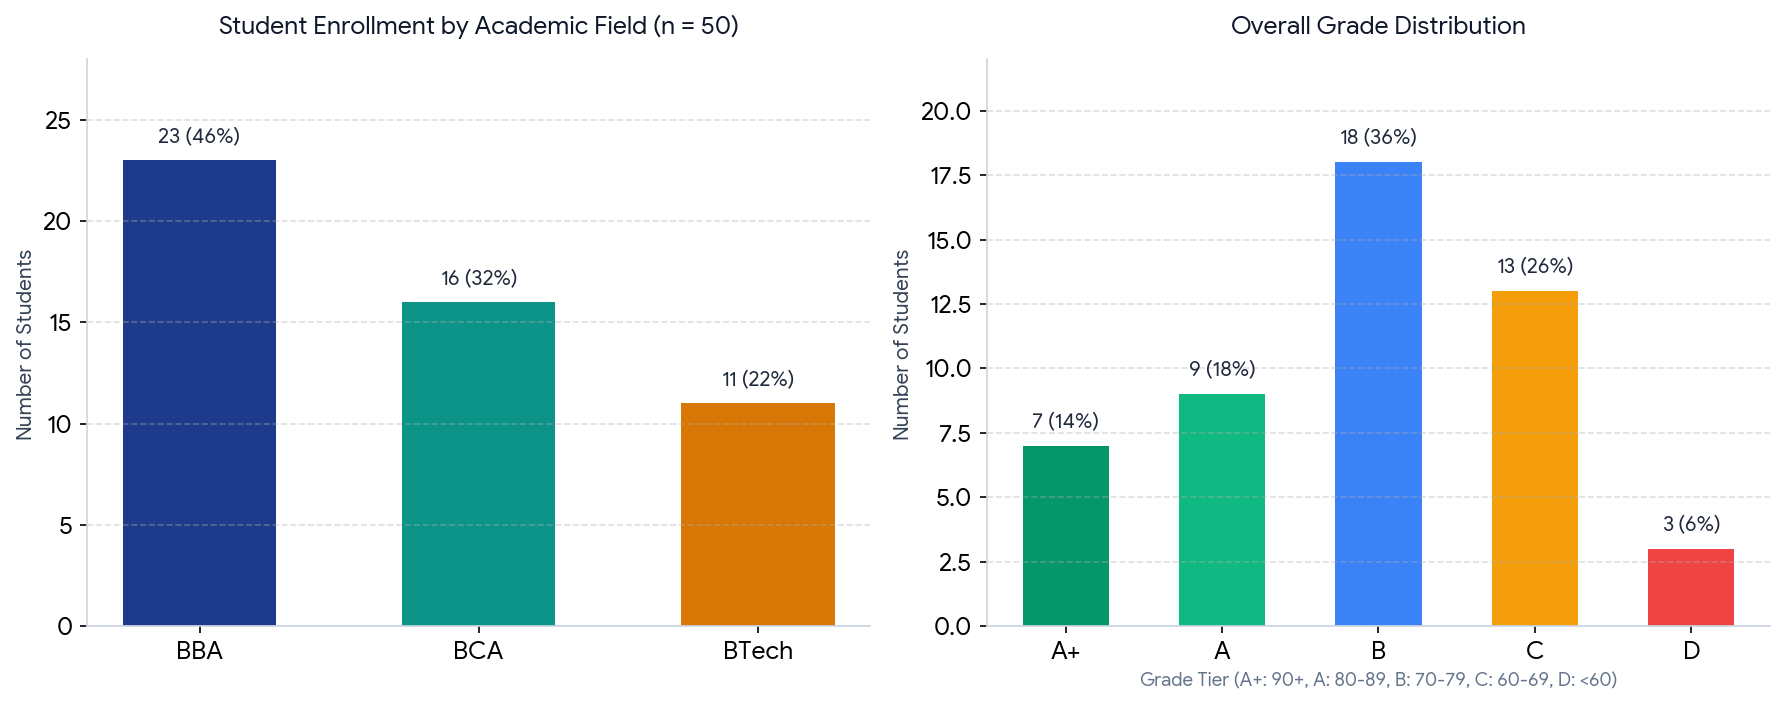 Student Enrollment by Academic Field (n = 50)
Number of Students
25
20
15
10
5
0
23 (46%)
16 (32%)
11 (22%)
BBA
BCA
BTech
Overall Grade Distribution
Number of Students
20.0
17.5
15.0
12.5
10.0
7.5
5.0
2.5
0.0
7 (14%)
9 (18%)
18 (36%)
13 (26%)
3 (6%)
A+
A
B
C
D
Grade Tier (A+: 90+, A: 80-89, B: 70-79, C: 60-69, D: <60)